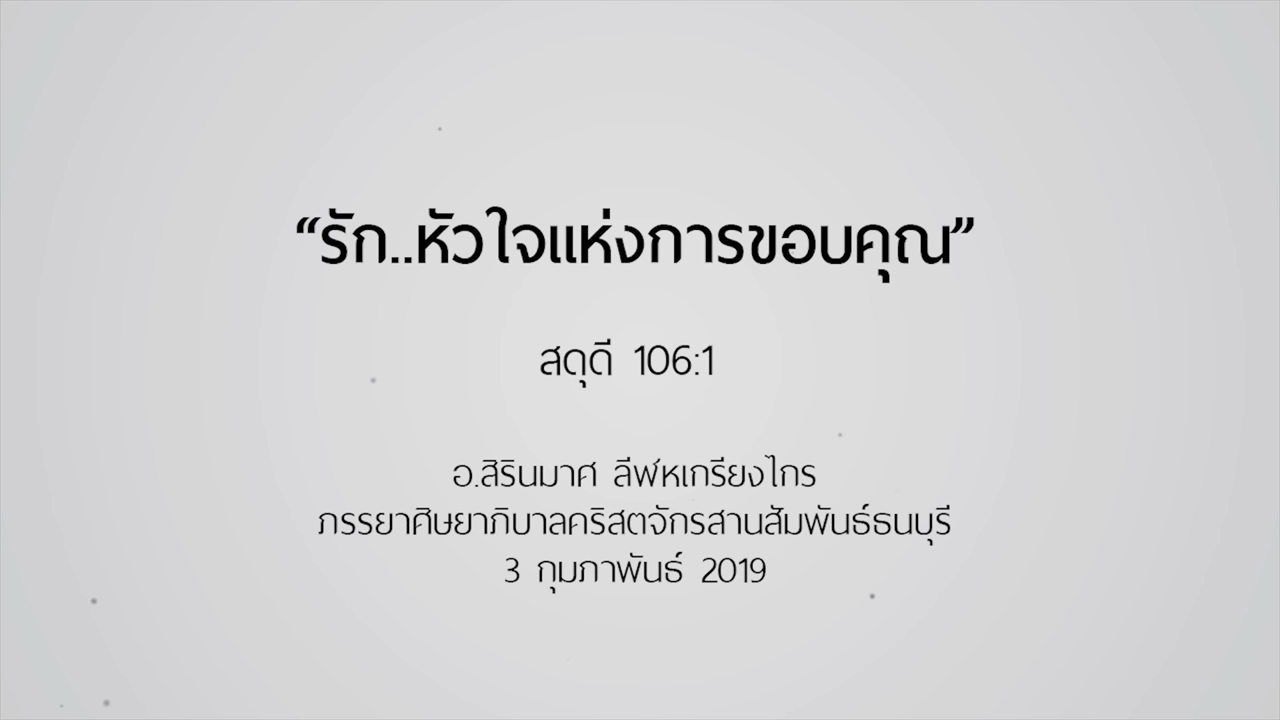 “รัก..หัวใจแห่งการขอบคุณ”
สดุดี 106:1
อ.สิรินมาศ ลีฬหเกรียงไกร
ภรรยาศิษยาภิบาลคริสตจักรสานสัมพันธ์ธนบุรี
3 กุมภาพันธ์ 2019